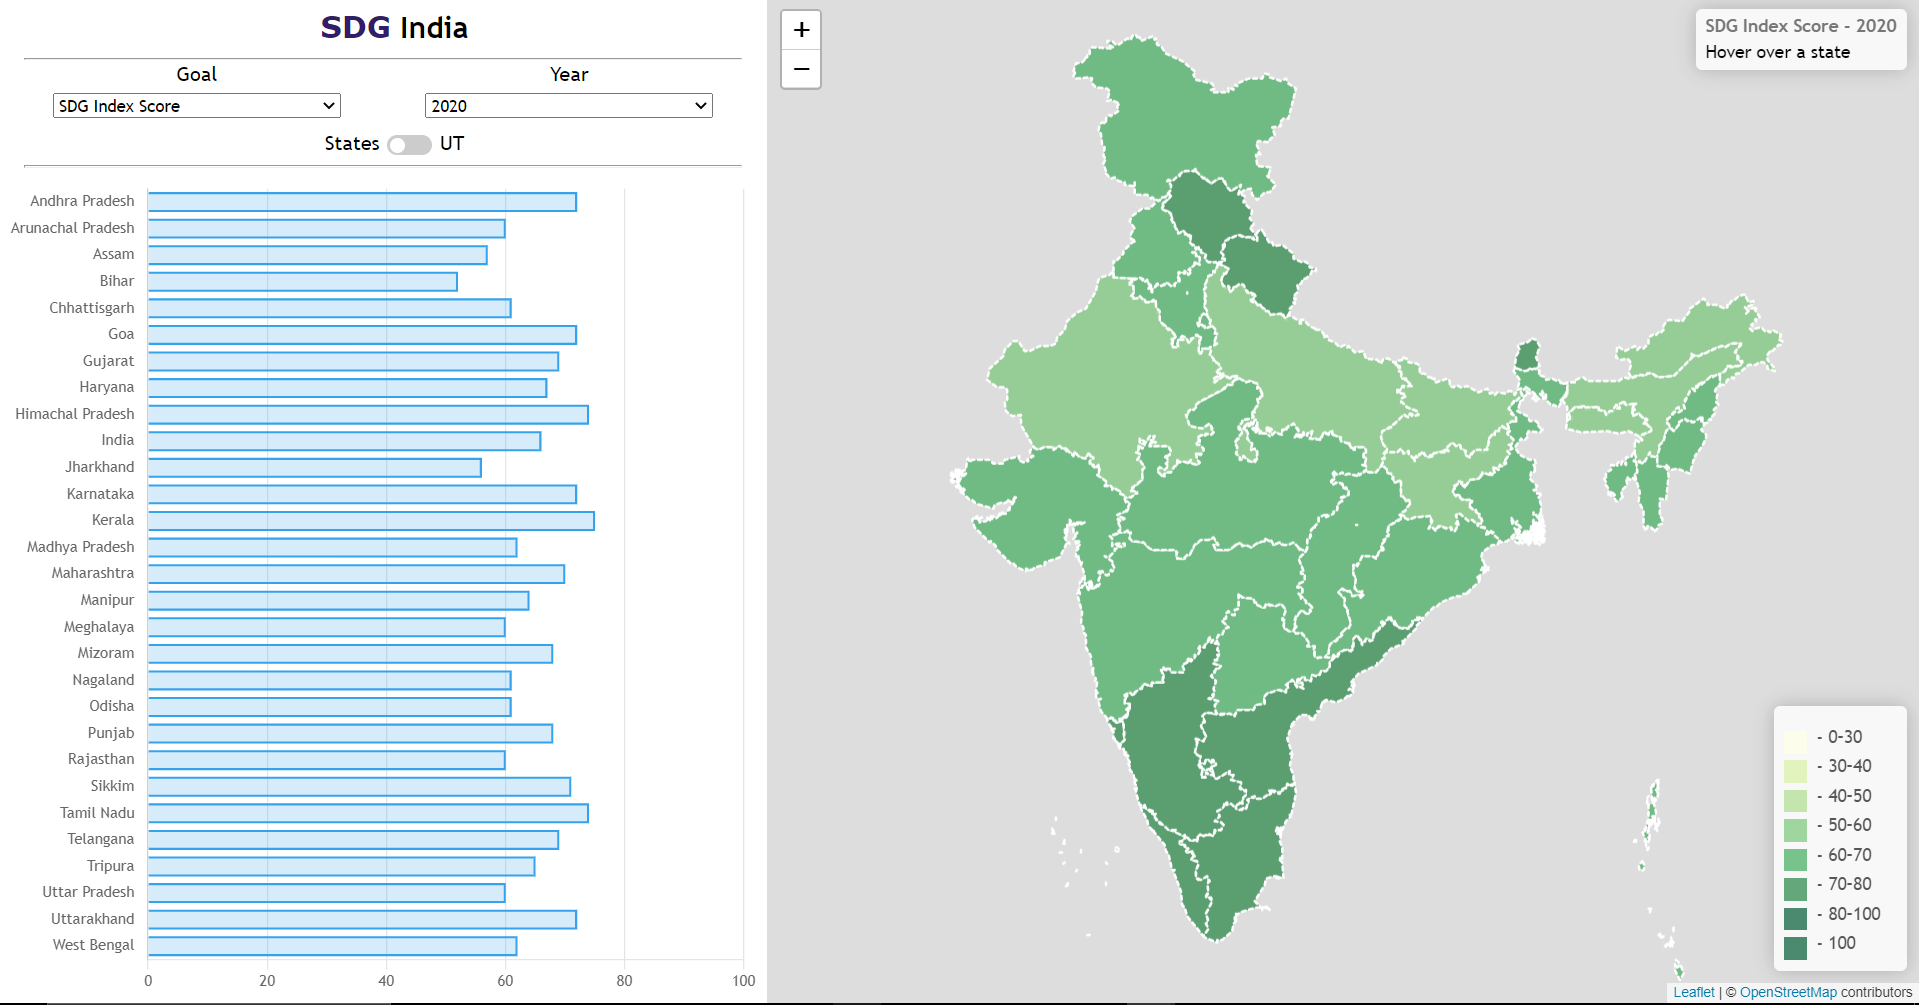 SDG India
Goal
Year
SDG Index Score
2020
States
UT
Andhra Pradesh
Arunachal Pradesh
Assam
Bihar
Chhattisgarh
Goa
Gujarat
Haryana
Himachal Pradesh
India
Jharkhand
Karnataka
Kerala
Madhya Pradesh
Maharashtra
Manipur
Meghalaya
Mizoram
Nagaland
Odisha
Punjab
Rajasthan
Sikkim
Tamil Nadu
Telangana
Tripura
Uttar Pradesh
Uttarakhand
West Bengal
0 20 40 60 80 100
+
−
SDG Index Score - 2020
Hover over a state
- 0-30
- 30-40
- 40-50
- 50-60
- 60-70
- 70-80
- 80-100
- 100
Leaflet | © OpenStreetMap contributors